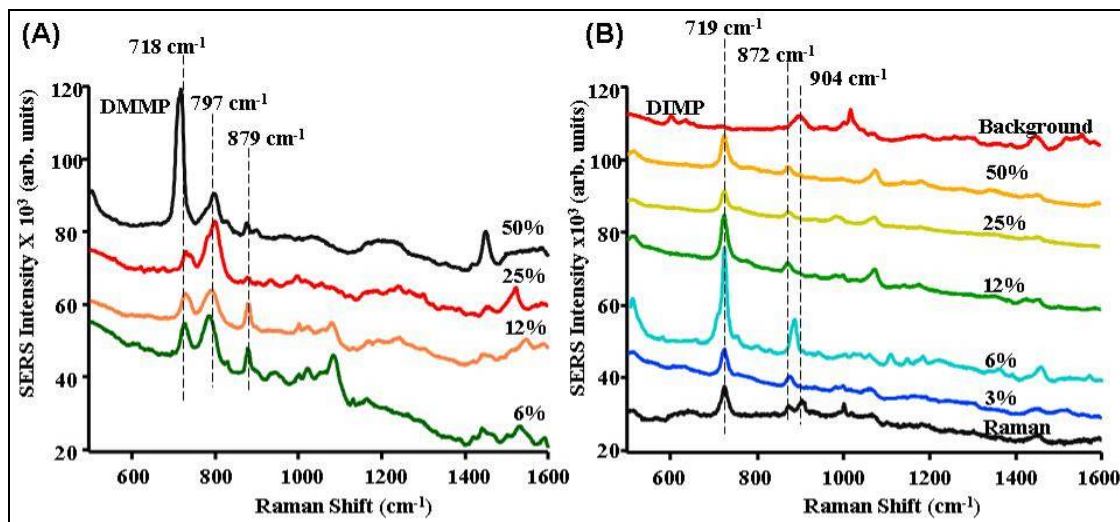 (A)
718 cm-1
DMMP
797 cm-1
879 cm-1
120
100
80
60
40
20
SERS Intensity X 10³ (arb. units)
50%
25%
12%
6%
600 800 1000 1200 1400 1600
Raman Shift (cm-1)
(B)
719 cm-1
872 cm-1
904 cm-1
DIMP
120
100
80
60
40
20
SERS Intensity x10³ (arb. units)
Background
50%
25%
12%
6%
3%
Raman
600 800 1000 1200 1400 1600
Raman Shift (cm-1)